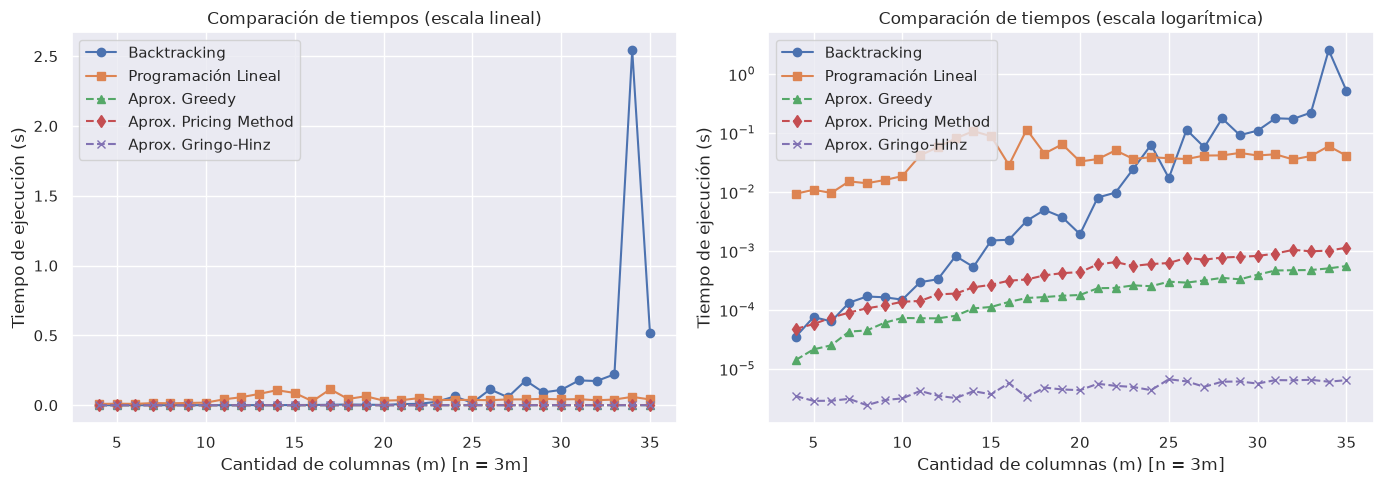 Comparación de tiempos (escala lineal)
Tiempo de ejecución (s)
2.5
2.0
1.5
1.0
0.5
0.0
Backtracking
Programación Lineal
Aprox. Greedy
Aprox. Pricing Method
Aprox. Gringo-Hinz
5 10 15 20 25 30 35
Cantidad de columnas (m) [n = 3m]
Comparación de tiempos (escala logarítmica)
Tiempo de ejecución (s)
10⁰
10⁻¹
10⁻²
10⁻³
10⁻⁴
10⁻⁵
Backtracking
Programación Lineal
Aprox. Greedy
Aprox. Pricing Method
Aprox. Gringo-Hinz
5 10 15 20 25 30 35
Cantidad de columnas (m) [n = 3m]